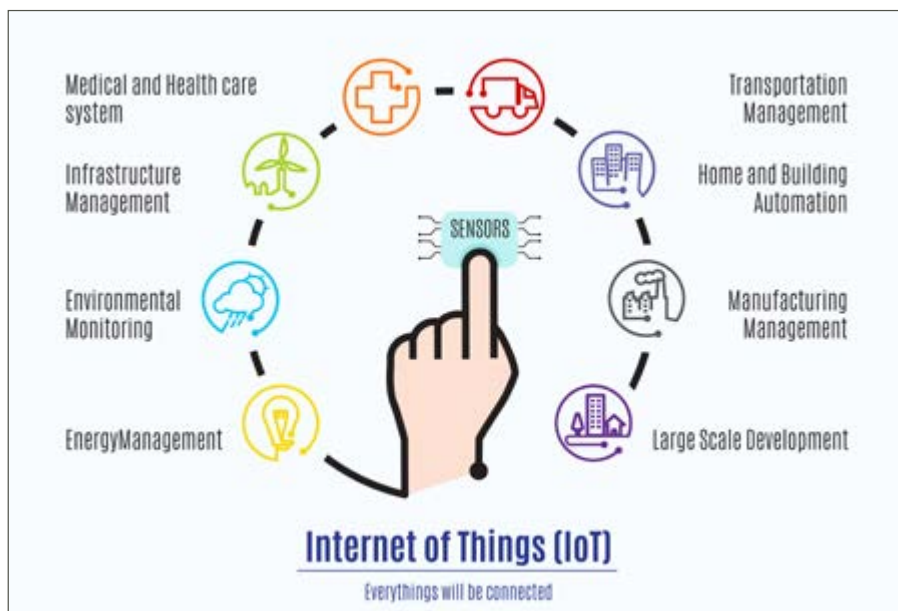 Medical and Health care
system
Transportation
Management
Infrastructure
Management
Home and Building
Automation
SENSORS
Environmental
Monitoring
Manufacturing
Management
EnergyManagement
Large Scale Development
Internet of Things (IoT)
Everythings will be connected